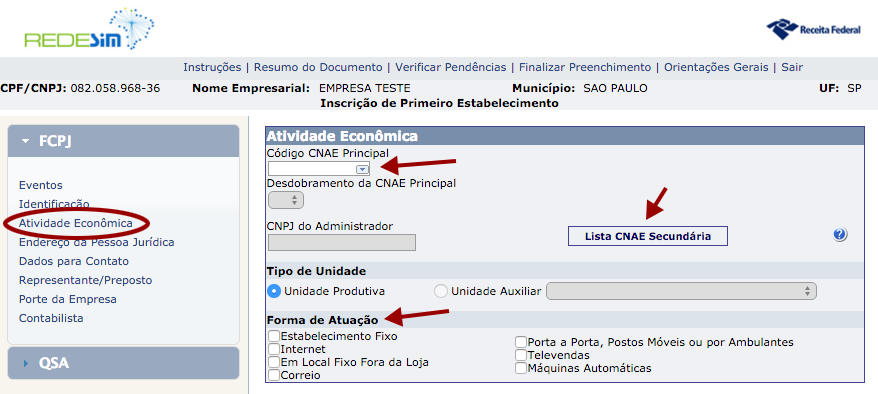 REDESIM
Receita Federal
Instruções | Resumo do Documento | Verificar Pendências | Finalizar Preenchimento | Orientações Gerais | Sair
CPF/CNPJ: 082.058.968-36 Nome Empresarial: EMPRESA TESTE Município: SAO PAULO UF: SP
Inscrição de Primeiro Estabelecimento
FCPJ
Eventos
Identificação
Atividade Econômica
Endereço da Pessoa Jurídica
Dados para Contato
Representante/Preposto
Porte da Empresa
Contabilista
QSA
Atividade Econômica
Código CNAE Principal
Desdobramento da CNAE Principal
CNPJ do Administrador
Lista CNAE Secundária
?
Tipo de Unidade
Unidade Produtiva Unidade Auxiliar
Forma de Atuação
Estabelecimento Fixo
Internet
Em Local Fixo Fora da Loja
Correio
Porta a Porta, Postos Móveis ou por Ambulantes
Televendas
Máquinas Automáticas